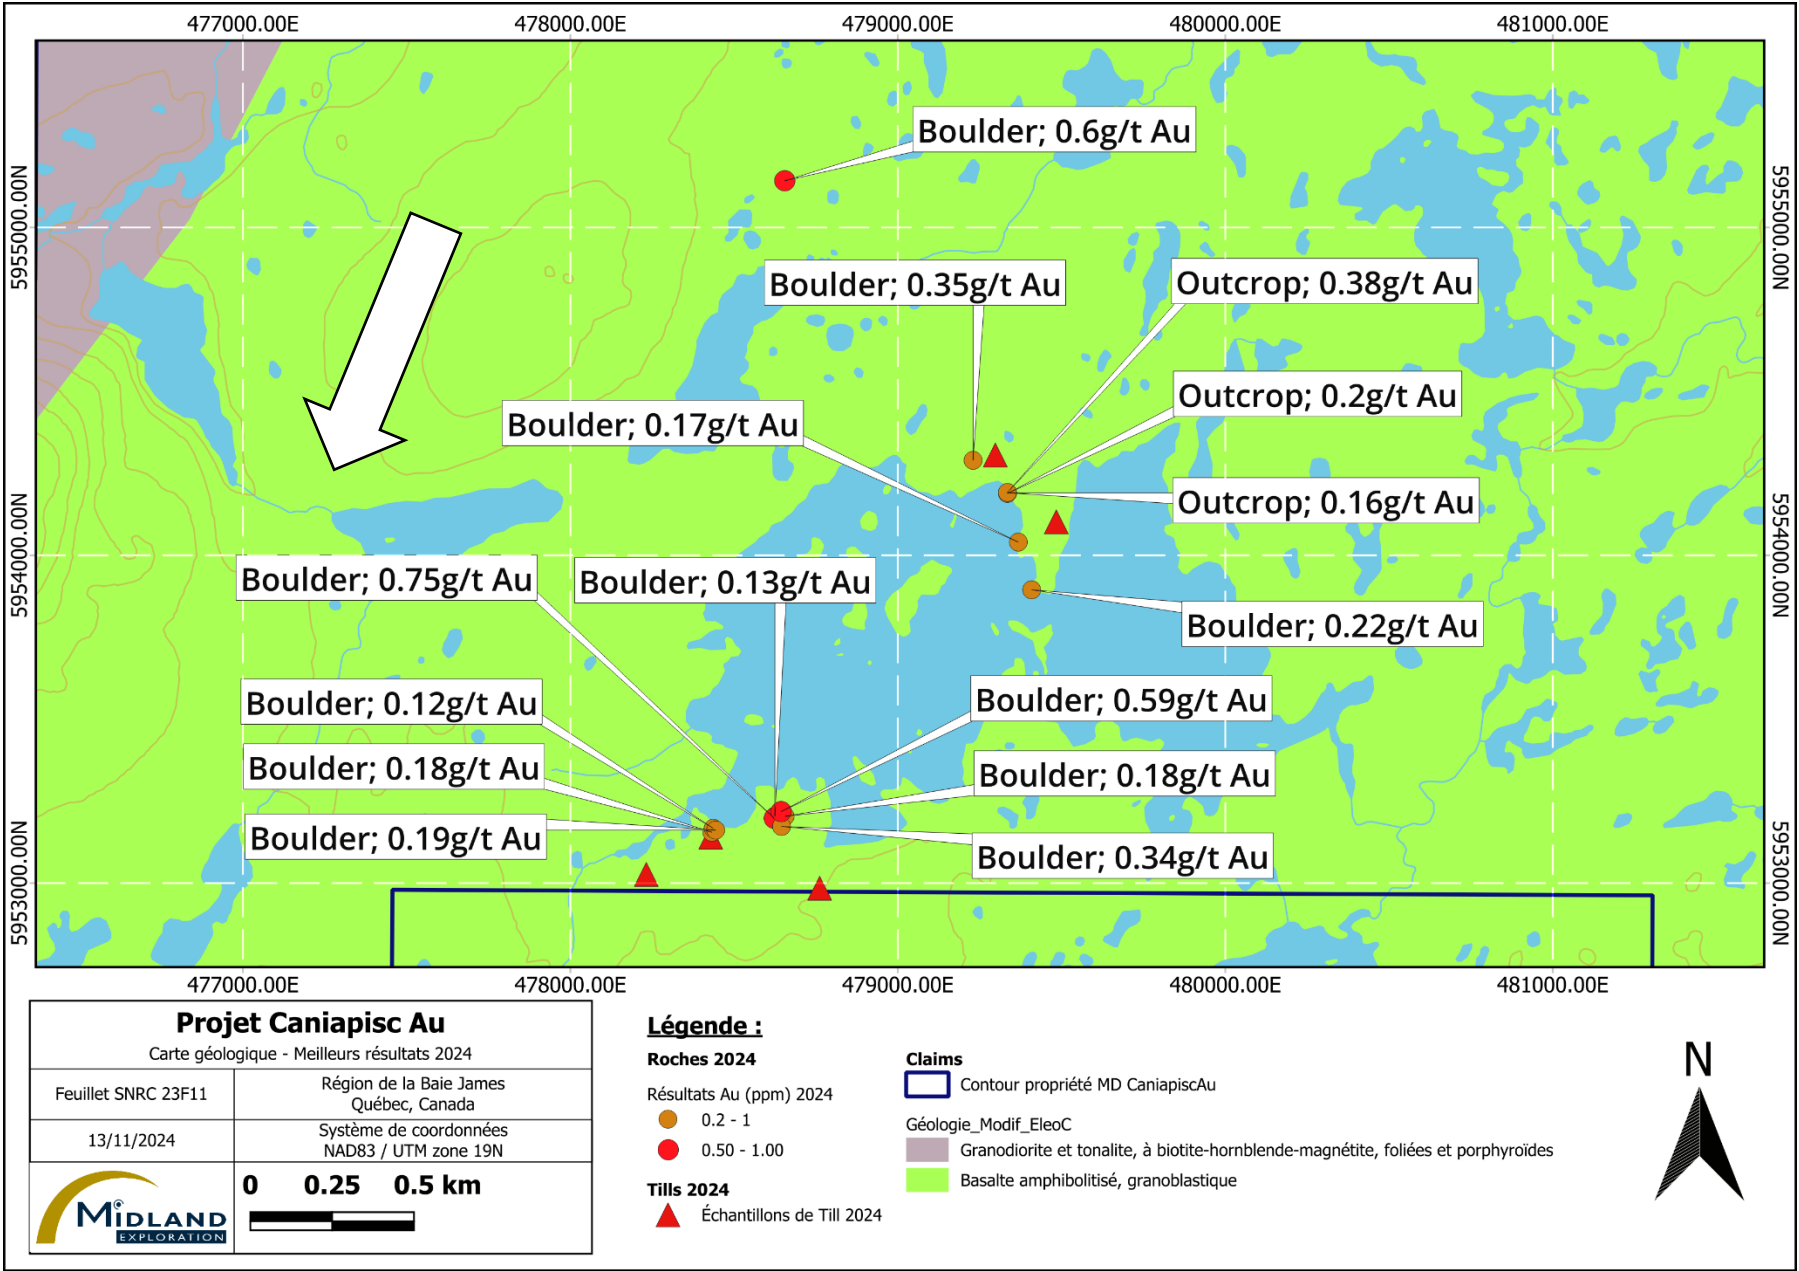 477000.00E 478000.00E 479000.00E 480000.00E 481000.00E
5955000.00N
5954000.00N
5953000.00N
5955000.00N
5954000.00N
5953000.00N
Boulder; 0.6g/t Au
Boulder; 0.35g/t Au
Outcrop; 0.38g/t Au
Outcrop; 0.2g/t Au
Boulder; 0.17g/t Au
Outcrop; 0.16g/t Au
Boulder; 0.75g/t Au
Boulder; 0.13g/t Au
Boulder; 0.22g/t Au
Boulder; 0.12g/t Au
Boulder; 0.59g/t Au
Boulder; 0.18g/t Au
Boulder; 0.18g/t Au
Boulder; 0.19g/t Au
Boulder; 0.34g/t Au
477000.00E 478000.00E 479000.00E 480000.00E 481000.00E
Projet Caniapisc Au
Carte géologique - Meilleurs résultats 2024
Feuillet SNRC 23F11
Région de la Baie James
Québec, Canada
13/11/2024
Système de coordonnées
NAD83 / UTM zone 19N
MIDLAND
EXPLORATION
0 0.25 0.5 km
Légende :
Roches 2024
Résultats Au (ppm) 2024
0.2 - 1
0.50 - 1.00
Tills 2024
Échantillons de Till 2024
Claims
Contour propriété MD CaniapiscAu
Géologie_Modif_EleoC
Granodiorite et tonalite, à biotite-hornblende-magnétite, foliées et porphyroïdes
Basalte amphibolitisé, granoblastique
N